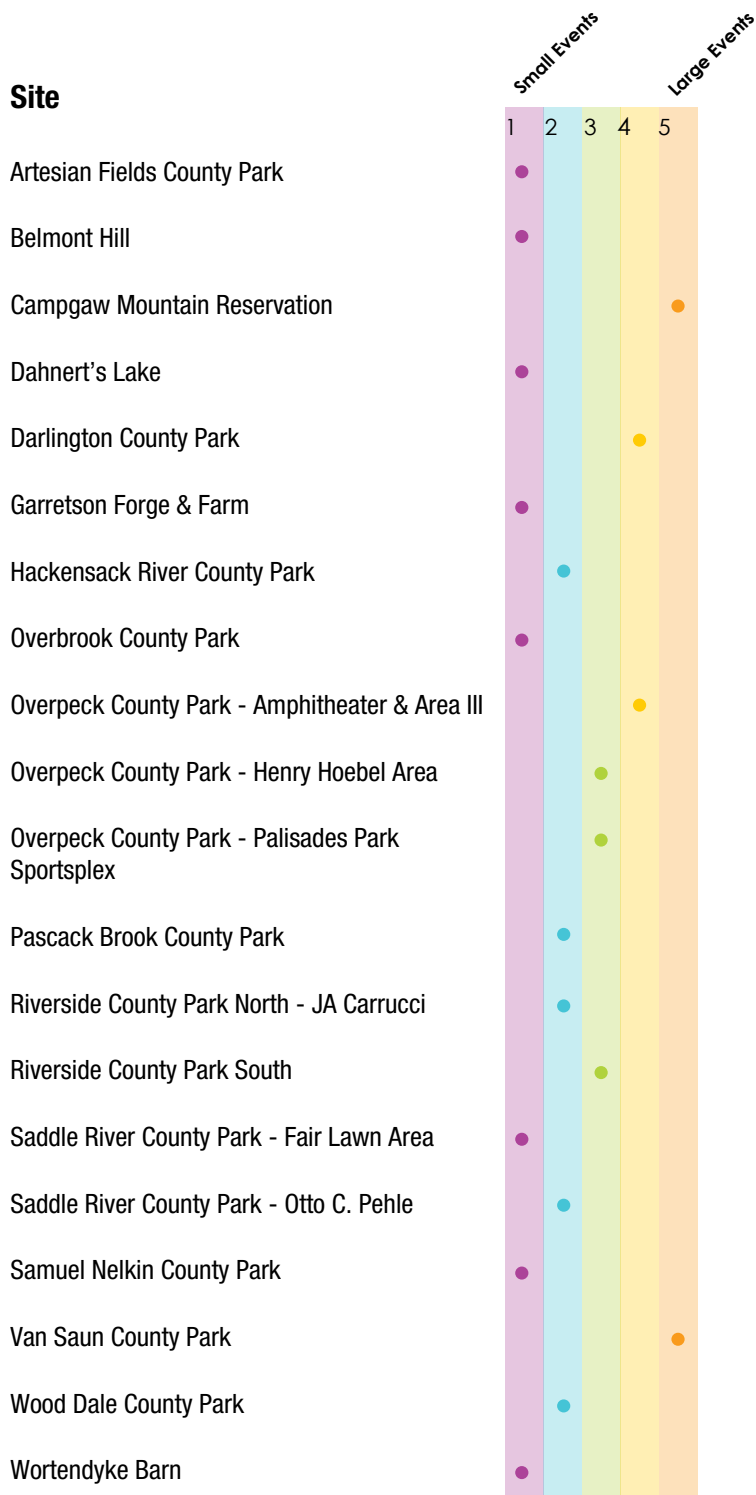 Small Events
Large Events
Site
1 2 3 4 5
Artesian Fields County Park
Belmont Hill
Campgaw Mountain Reservation
Dahnert's Lake
Darlington County Park
Garretson Forge & Farm
Hackensack River County Park
Overbrook County Park
Overpeck County Park - Amphitheater & Area III
Overpeck County Park - Henry Hoebel Area
Overpeck County Park - Palisades Park
Sportsplex
Pascack Brook County Park
Riverside County Park North - JA Carrucci
Riverside County Park South
Saddle River County Park - Fair Lawn Area
Saddle River County Park - Otto C. Pehle
Samuel Nelkin County Park
Van Saun County Park
Wood Dale County Park
Wortendyke Barn